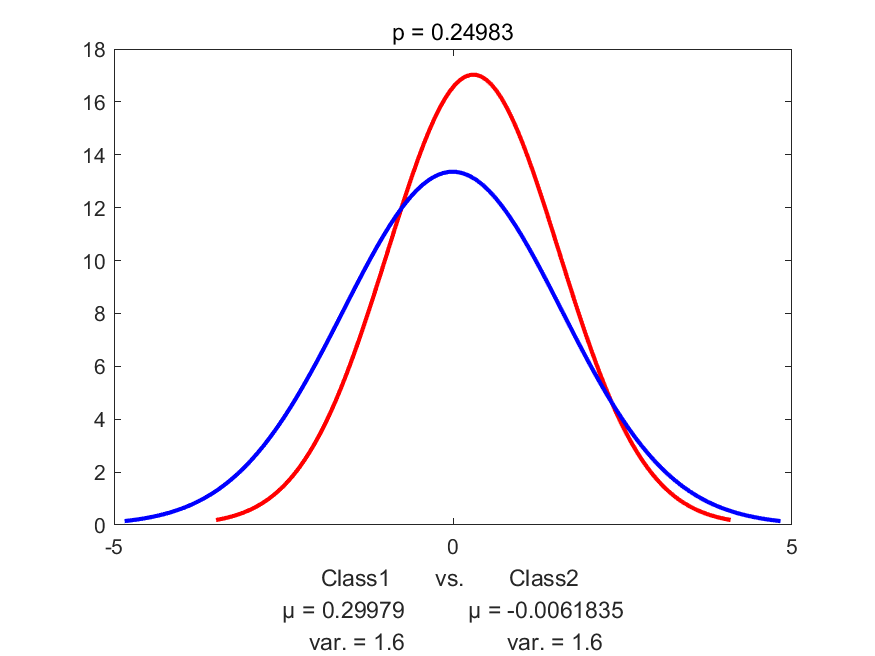 p = 0.24983
18
16
14
12
10
8
6
4
2
0
-5 0 5
Class1 vs. Class2
μ = 0.29979 μ = -0.0061835
var. = 1.6 var. = 1.6